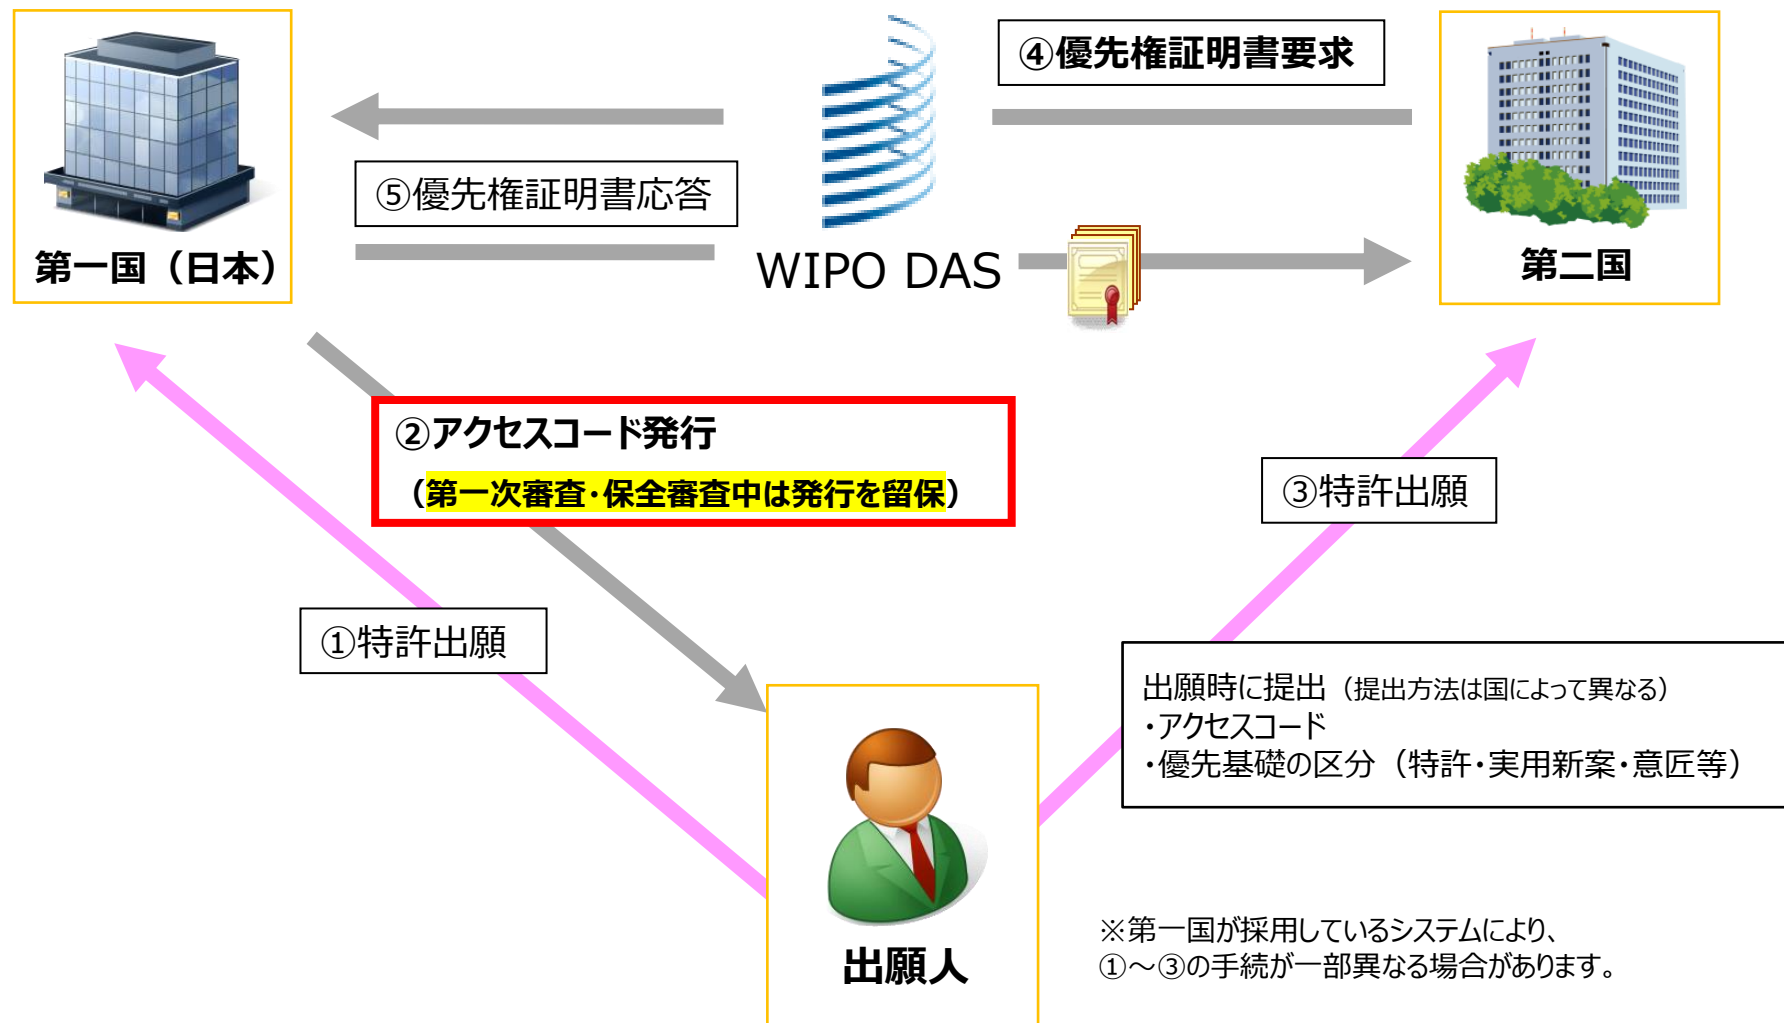 ④優先権証明書要求
⑤優先権証明書応答
第一国（日本）
WIPO DAS
第二国
②アクセスコード発行
（第一次審査・保全審査中は発行を留保）
③特許出願
①特許出願
出願時に提出（提出方法は国によって異なる）
・アクセスコード
・優先基礎の区分（特許・実用新案・意匠等）
出願人
※第一国が採用しているシステムにより、
①～③の手続が一部異なる場合があります。